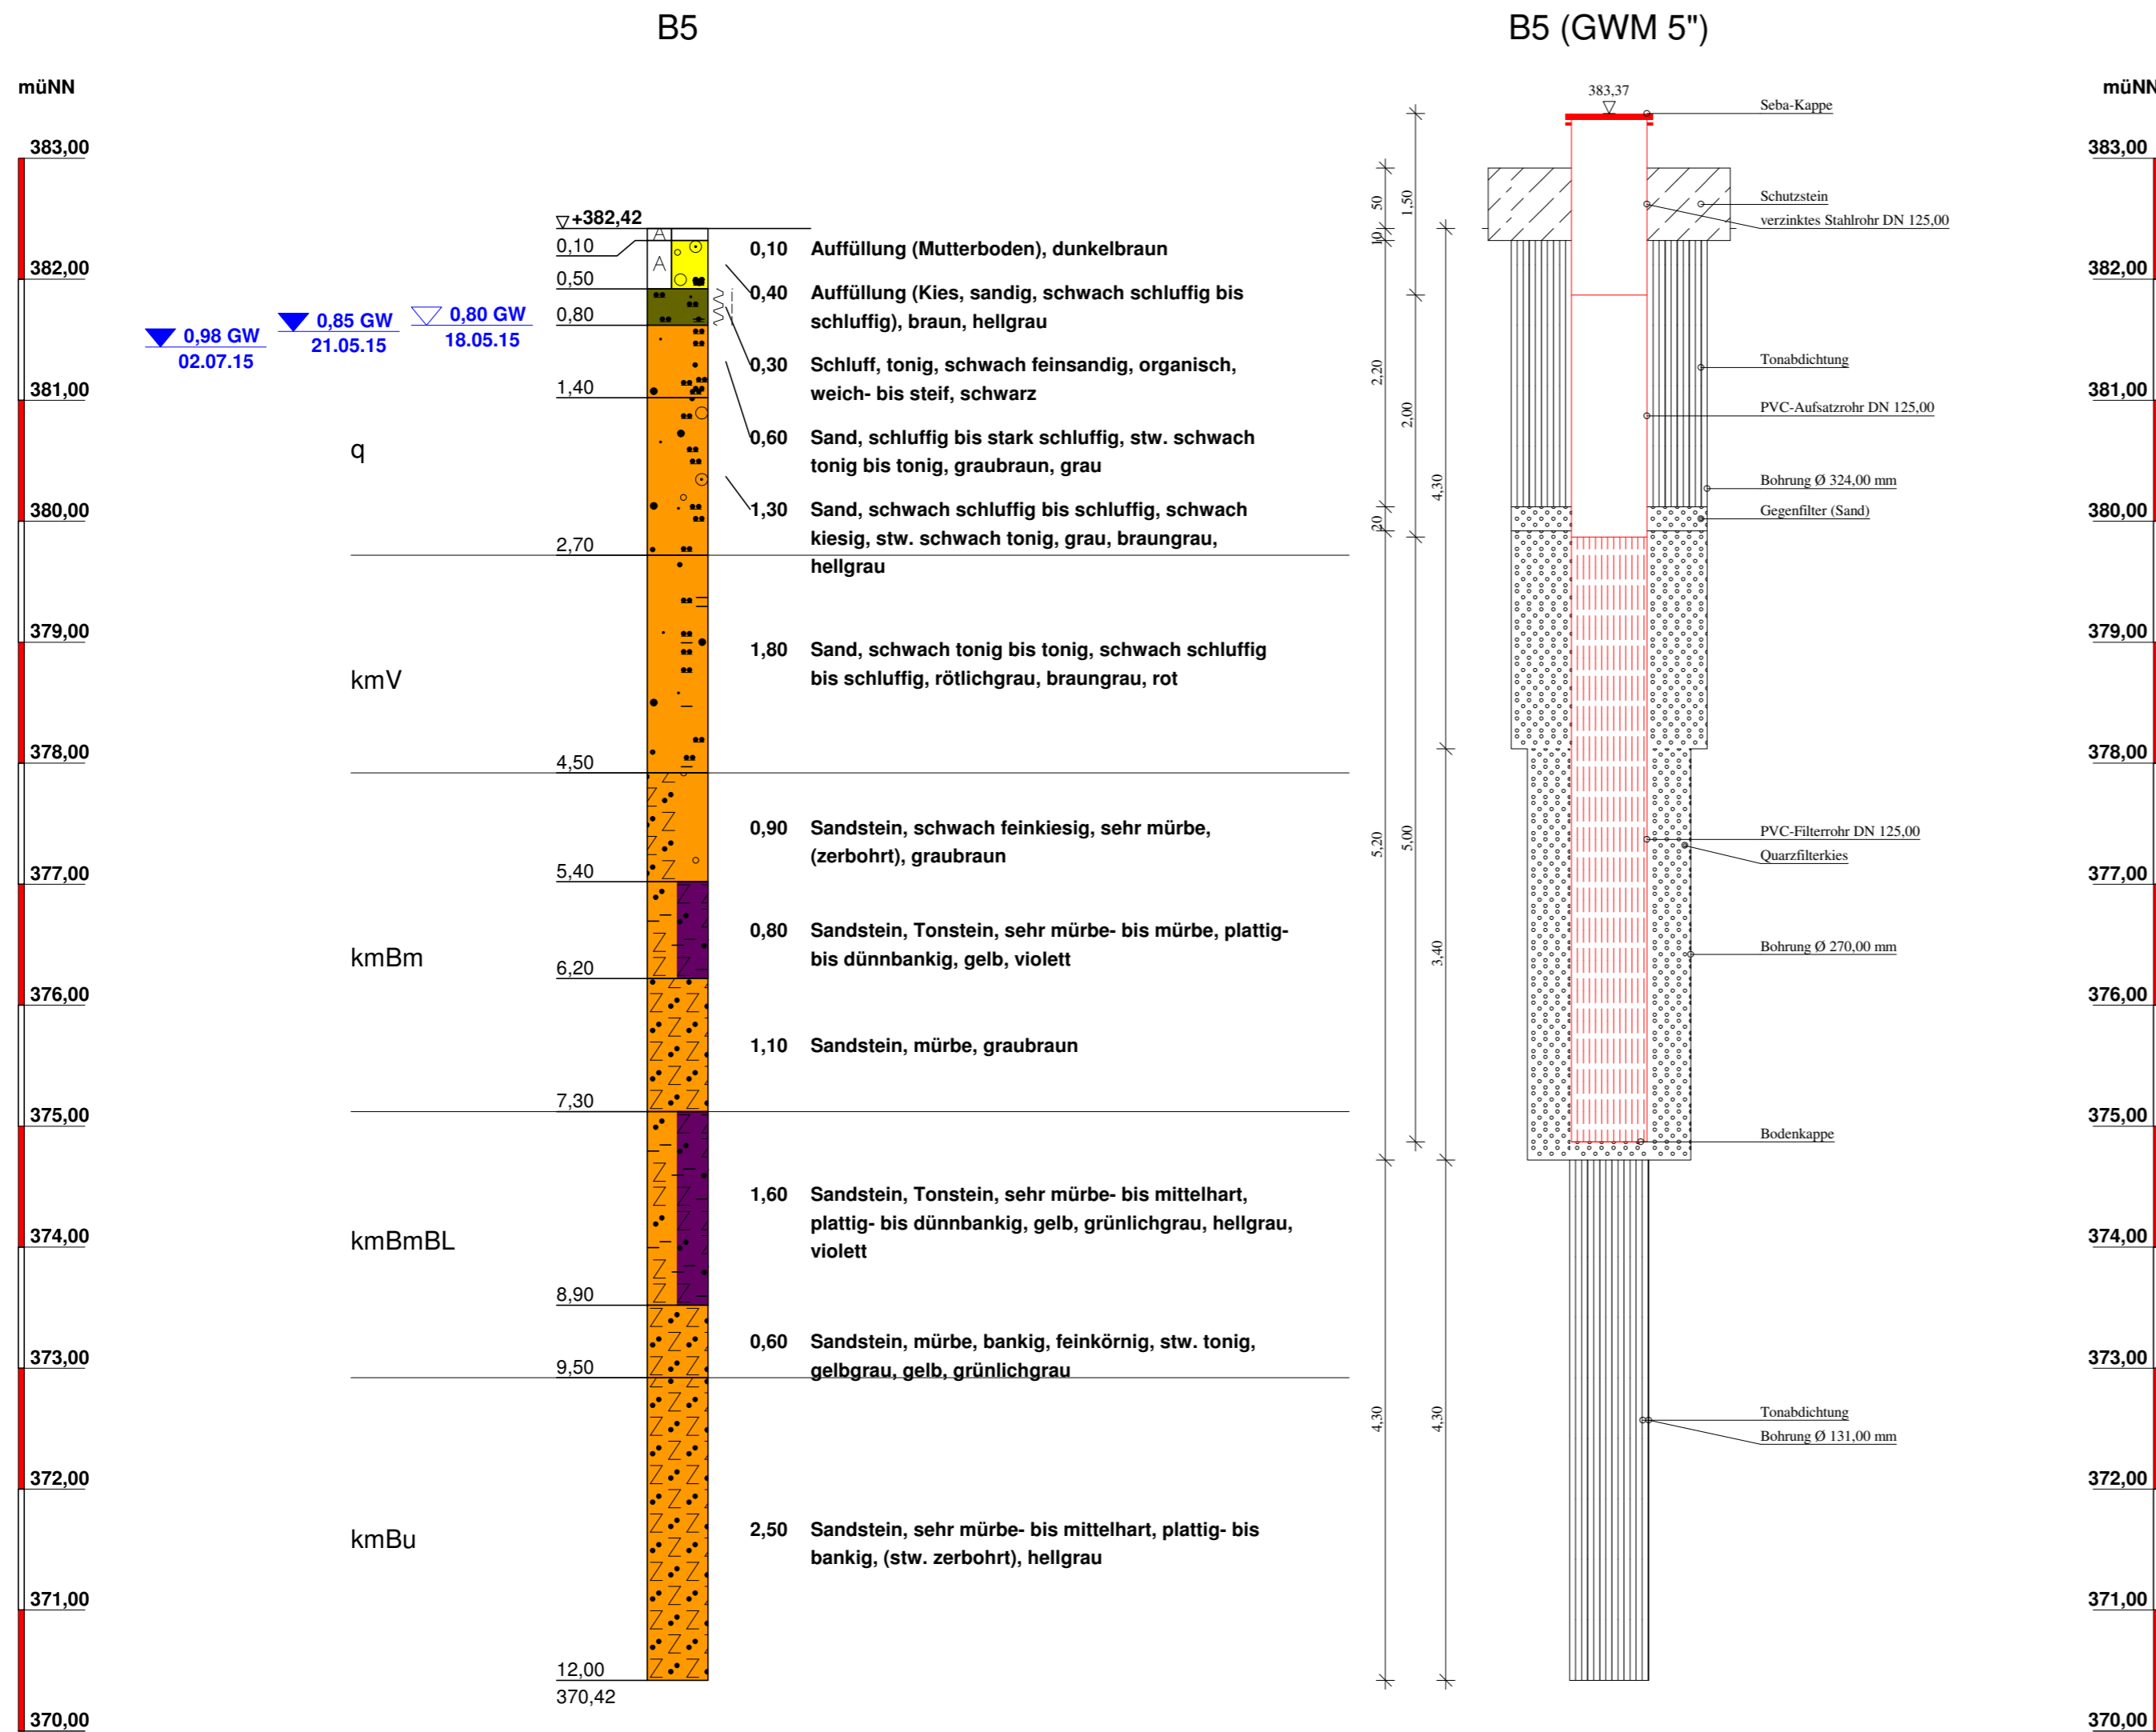 B5
B5 (GWM 5")
müNN
müNN
383,00
382,00
381,00
380,00
379,00
378,00
377,00
376,00
375,00
374,00
373,00
372,00
371,00
370,00
0,98 GW
02.07.15
0,85 GW
21.05.15
0,80 GW
18.05.15
q
kmV
kmBm
kmBmBL
kmBu
+382,42
0,10
0,50
0,80
1,40
2,70
4,50
5,40
6,20
7,30
8,90
9,50
12,00
370,42
A
A
0,10 Auffüllung (Mutterboden), dunkelbraun
0,40 Auffüllung (Kies, sandig, schwach schluffig bis
schluffig), braun, hellgrau
0,30 Schluff, tonig, schwach feinsandig, organisch,
weich- bis steif, schwarz
0,60 Sand, schluffig bis stark schluffig, stw. schwach
tonig bis tonig, graubraun, grau
1,30 Sand, schwach schluffig bis schluffig, schwach
kiesig, stw. schwach tonig, grau, braungrau,
hellgrau
1,80 Sand, schwach tonig bis tonig, schwach schluffig
bis schluffig, rötlichgrau, braungrau, rot
0,90 Sandstein, schwach feinkiesig, sehr mürbe,
(zerbohrt), graubraun
0,80 Sandstein, Tonstein, sehr mürbe- bis mürbe, plattig-
bis dünnbankig, gelb, violett
1,10 Sandstein, mürbe, graubraun
1,60 Sandstein, Tonstein, sehr mürbe- bis mittelhart,
plattig- bis dünnbankig, gelb, grünlichgrau, hellgrau,
violett
0,60 Sandstein, mürbe, bankig, feinkörnig, stw. tonig,
gelbgrau, gelb, grünlichgrau
2,50 Sandstein, sehr mürbe- bis mittelhart, plattig- bis
bankig, (stw. zerbohrt), hellgrau
50
10
2,20
20
5,20
4,30
1,50
2,00
5,00
4,30
3,40
4,30
383,37
Seba-Kappe
Schutzstein
verzinktes Stahlrohr DN 125,00
Tonabdichtung
PVC-Aufsatzrohr DN 125,00
Bohrung Ø 324,00 mm
Gegenfilter (Sand)
PVC-Filterrohr DN 125,00
Quarzfilterkies
Bohrung Ø 270,00 mm
Bodenkappe
Tonabdichtung
Bohrung Ø 131,00 mm
383,00
382,00
381,00
380,00
379,00
378,00
377,00
376,00
375,00
374,00
373,00
372,00
371,00
370,00